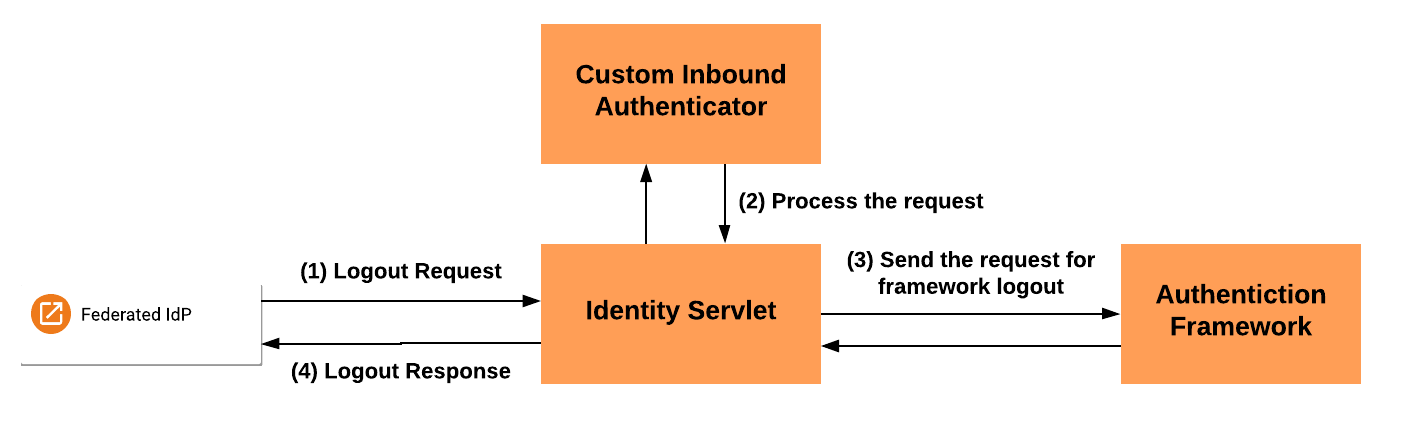 Custom Inbound
Authenticator
(2) Process the request
(1) Logout Request
(3) Send the request for
framework logout
Federated IdP
Identity Servlet
Authentiction
Framework
(4) Logout Response